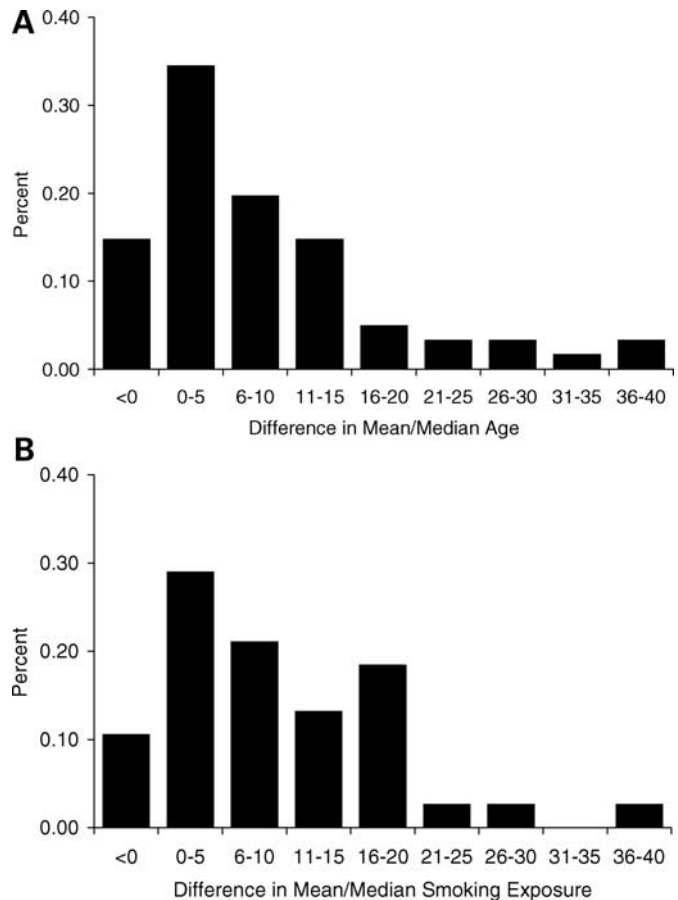 A
0.40
0.30
0.20
0.10
0.00
Percent
<0 0-5 6-10 11-15 16-20 21-25 26-30 31-35 36-40
Difference in Mean/Median Age
B
0.40
0.30
0.20
0.10
0.00
Percent
<0 0-5 6-10 11-15 16-20 21-25 26-30 31-35 36-40
Difference in Mean/Median Smoking Exposure